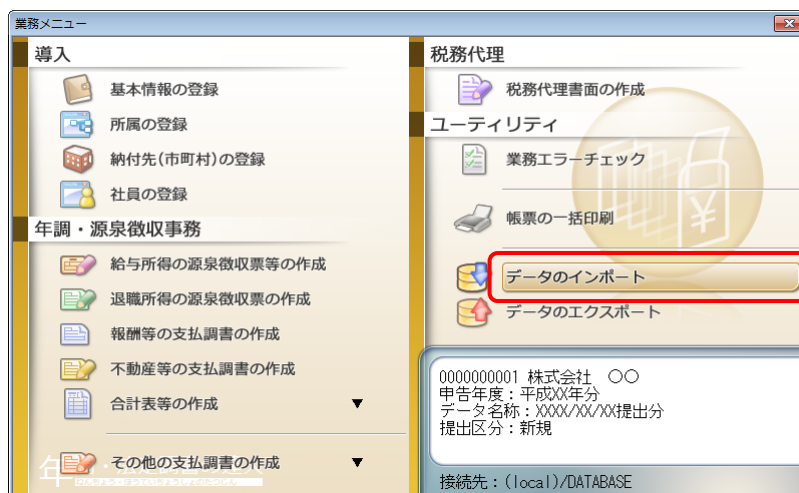 業務メニュー
導入
基本情報の登録
所属の登録
納付先(市町村)の登録
社員の登録
年調・源泉徴収事務
給与所得の源泉徴収票等の作成
退職所得の源泉徴収票の作成
報酬等の支払調書の作成
不動産等の支払調書の作成
合計表等の作成 ▼
その他の支払調書の作成 ▼
税務代理
税務代理書面の作成
ユーティリティ
業務エラーチェック
帳票の一括印刷
データのインポート
データのエクスポート
0000000001 株式会社 〇〇
申告年度:平成XX年分
データ名称:XXXX/XX/XX提出分
提出区分:新規
接続先:(local)/DATABASE